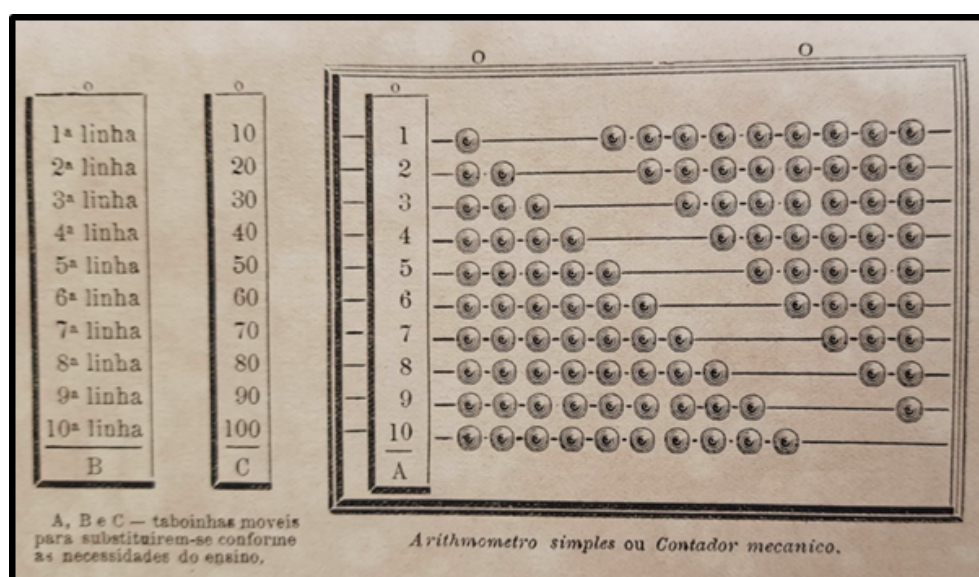 1ª linha
2ª linha
3ª linha
4ª linha
5ª linha
6ª linha
7ª linha
8ª linha
9ª linha
10ª linha
B
10
20
30
40
50
60
70
80
90
100
C
1
2
3
4
5
6
7
8
9
10
A
A, B e C — taboinhas moveis
para substituirem-se conforme
as necessidades do ensino.
Arithmometro simples ou Contador mecanico.